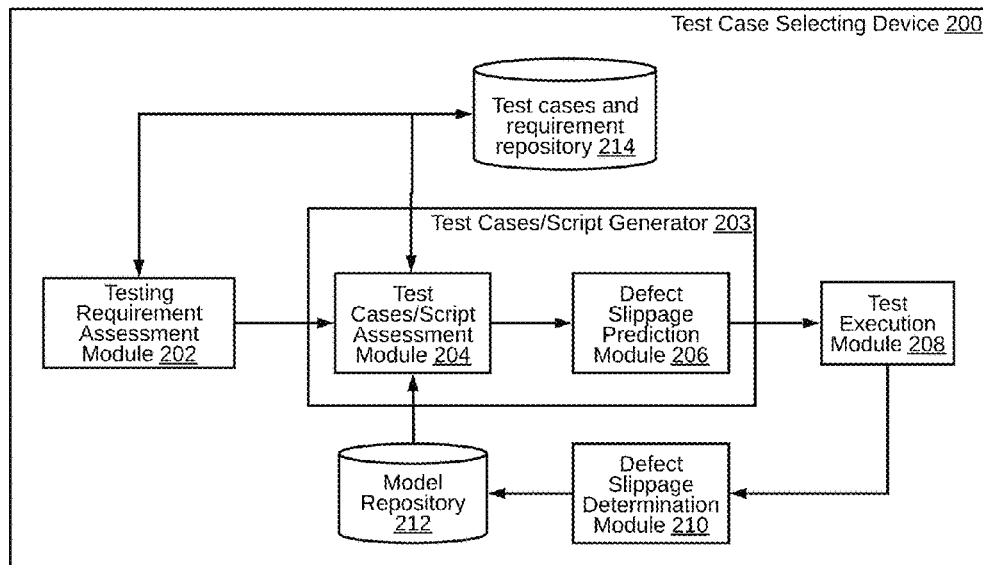 Test Case Selecting Device 200
Test cases and
requirement
repository 214
Test Cases/Script Generator 203
Testing
Requirement
Assessment
Module 202
Test
Cases/Script
Assessment
Module 204
Defect
Slippage
Prediction
Module 206
Test
Execution
Module 208
Model
Repository
212
Defect
Slippage
Determination
Module 210